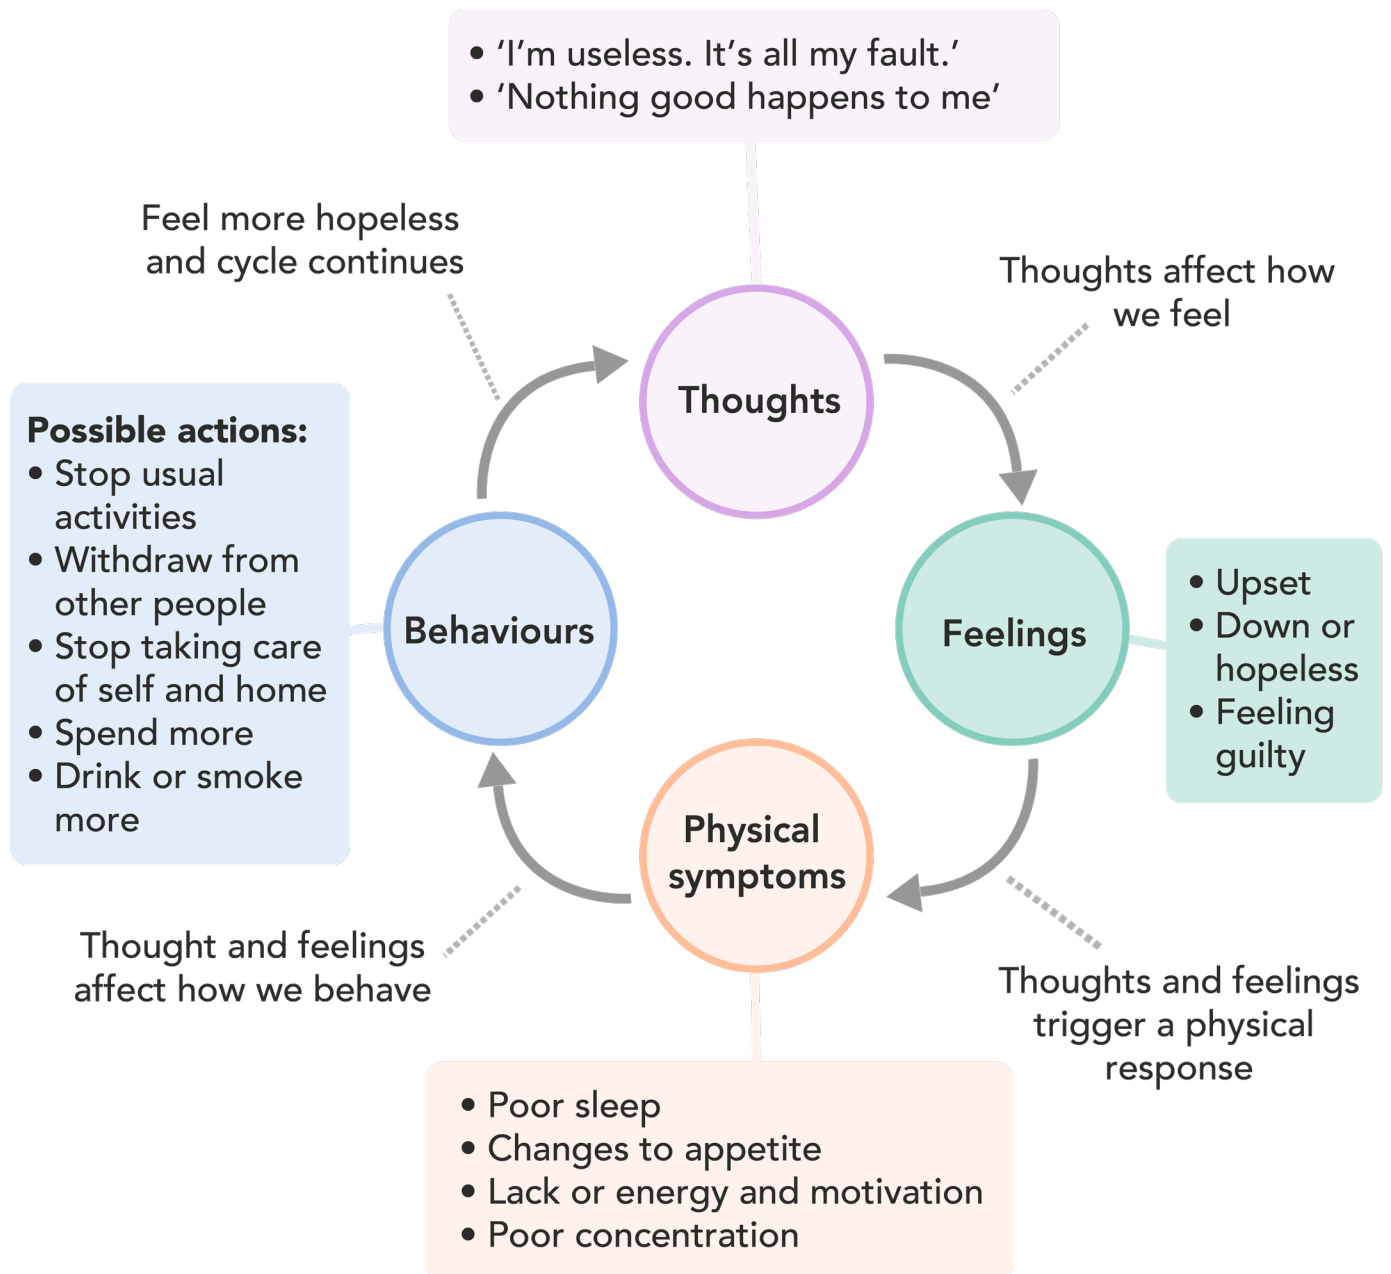 • ‘I’m useless. It’s all my fault.’
• ‘Nothing good happens to me’
Feel more hopeless
and cycle continues
Thoughts affect how
we feel
Thoughts
Possible actions:
• Stop usual
activities
• Withdraw from
other people
• Stop taking care
of self and home
• Spend more
• Drink or smoke
more
Behaviours
Feelings
• Upset
• Down or
hopeless
• Feeling
guilty
Physical
symptoms
Thought and feelings
affect how we behave
Thoughts and feelings
trigger a physical
response
• Poor sleep
• Changes to appetite
• Lack or energy and motivation
• Poor concentration